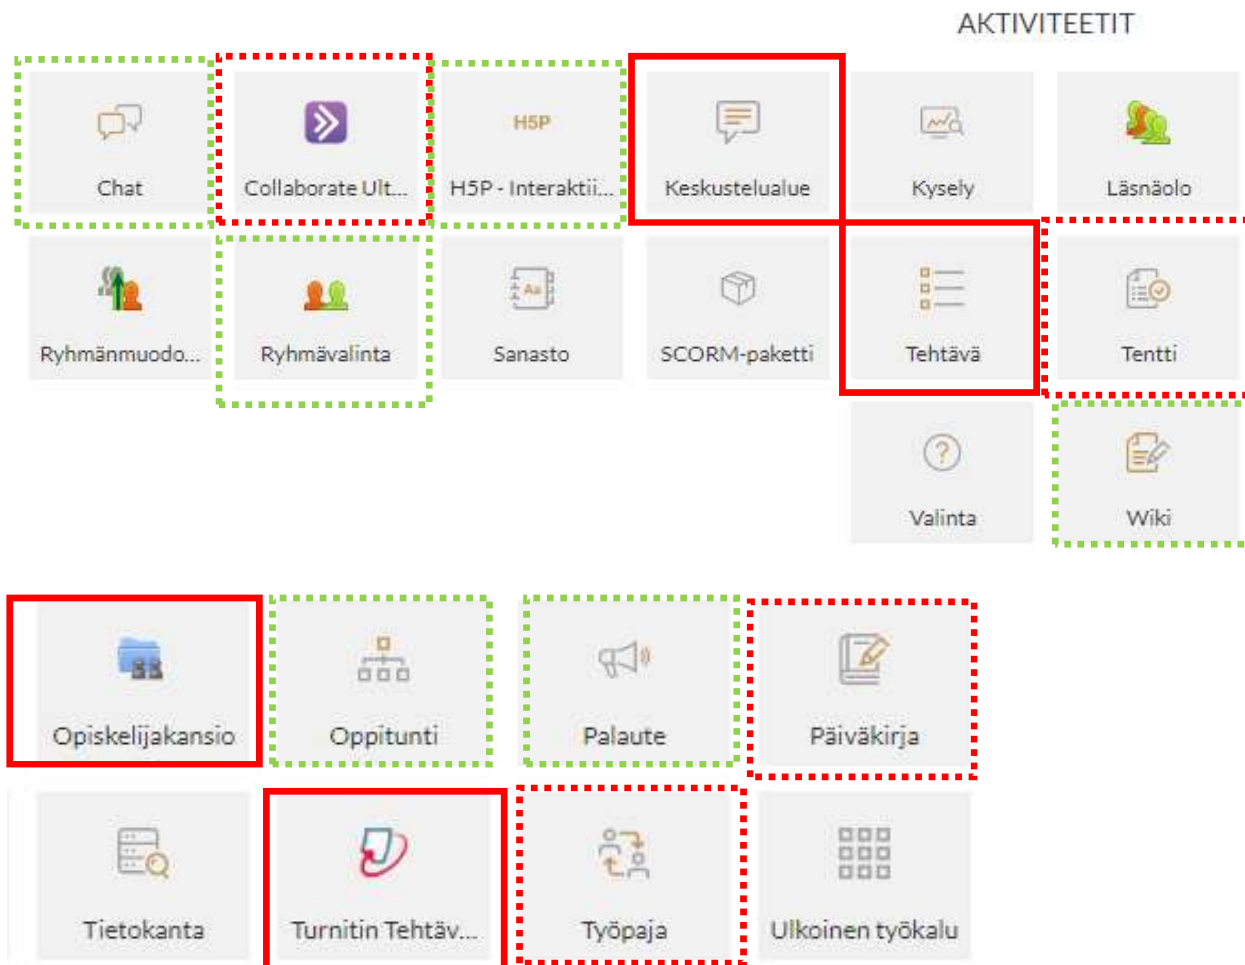 AKTIVITEETIT
H5P
Chat
Collaborate Ult...
H5P - Interaktii...
Keskustelualue
Kysely
Läsnäolo
Aa
Ryhmänmuodo...
Ryhmävalinta
Sanasto
SCORM-paketti
Tehtävä
Tentti
?
Valinta
Wiki
Opiskelijakansio
Oppitunti
Palaute
Päiväkirja
Tietokanta
Turnitin Tehtäv...
Työpaja
Ulkoinen työkalu